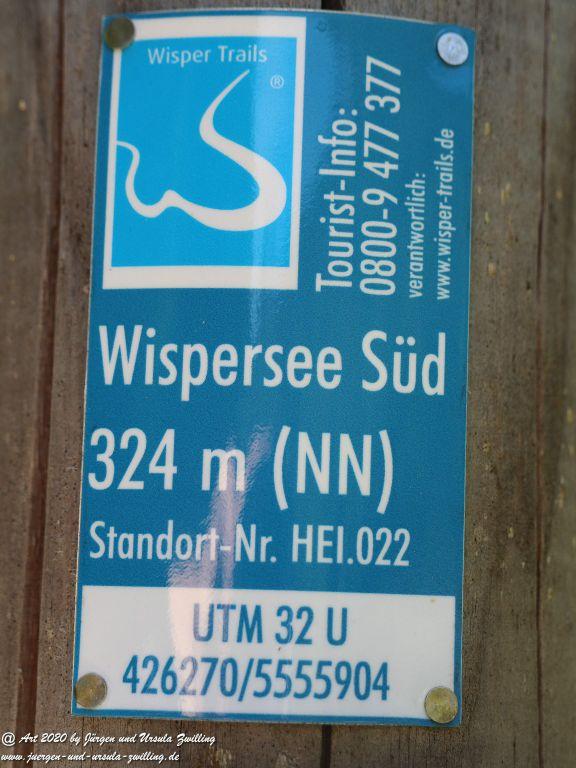 Wisper Trails
®
Tourist-Info:
0800-9 477 377
verantwortlich:
www.wisper-trails.de
Wispersee Süd
324 m (NN)
Standort-Nr. HEI.022
UTM 32 U
426270/5555904
@ Art 2020 by Jürgen und Ursula Zwilling
www.juergen-und-ursula-zwilling.de